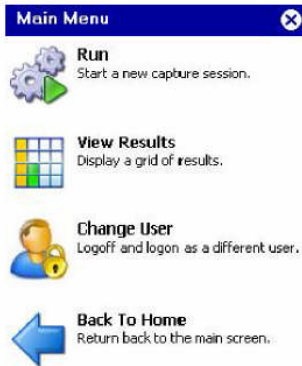 Main Menu
Run
Start a new capture session.
View Results
Display a grid of results.
Change User
Logoff and logon as a different user.
Back To Home
Return back to the main screen.